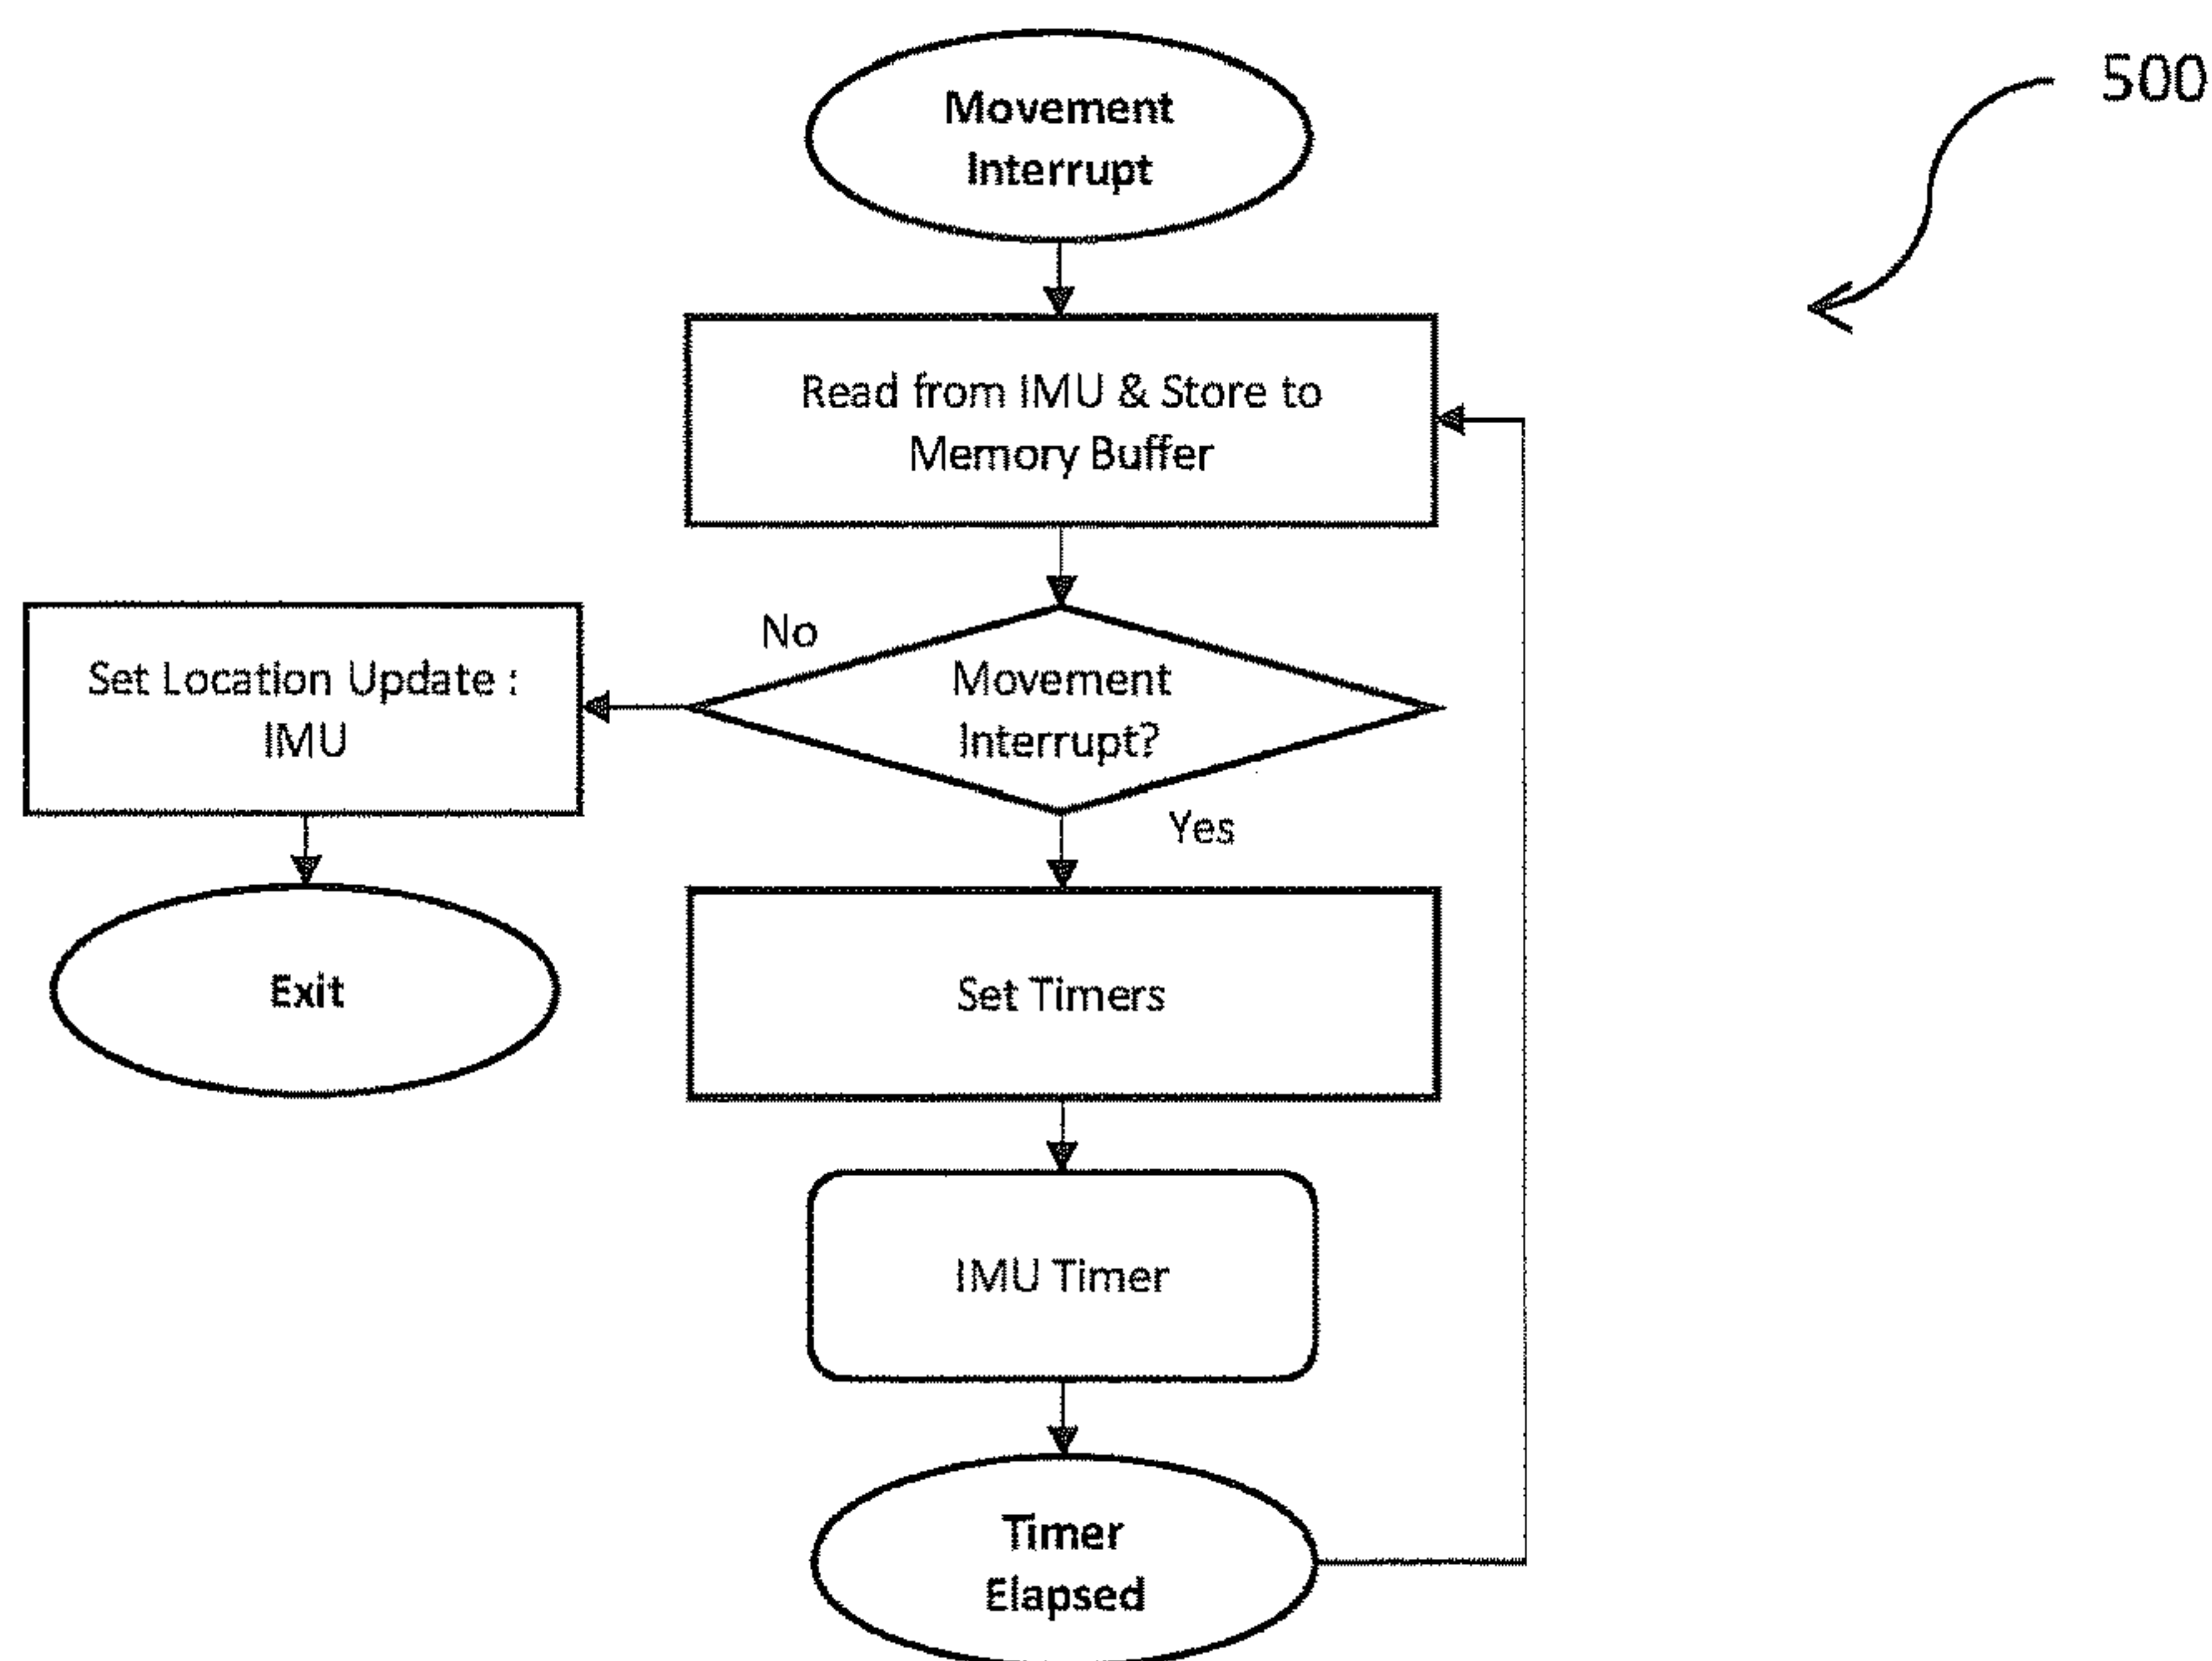 500
Movement
Interrupt
Read from IMU & Store to
Memory Buffer
No
Set Location Update :
IMU
Movement
Interrupt?
Yes
Exit
Set Timers
IMU Timer
Timer
Elapsed